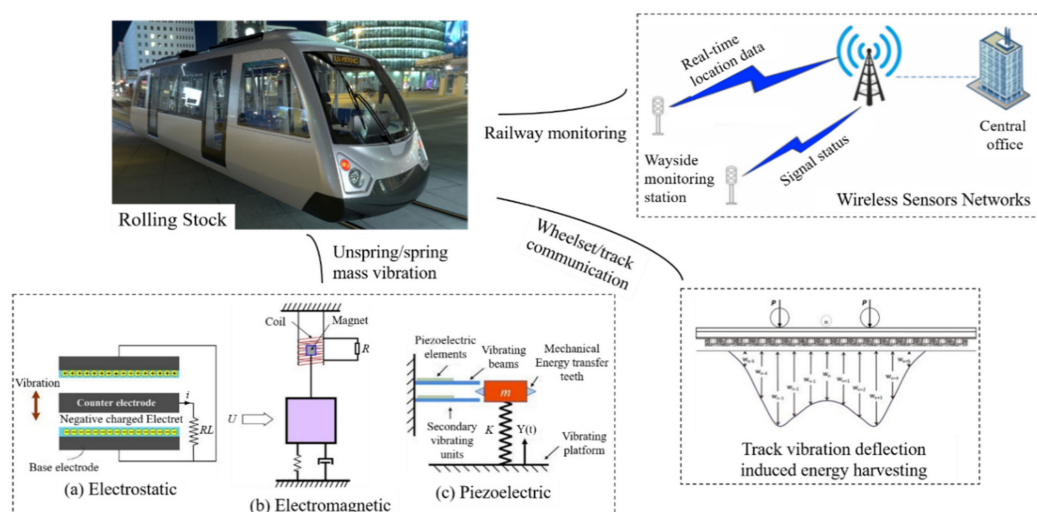 Rolling Stock
Railway monitoring
Real-time
location data
Signal status
Wayside
monitoring
station
Central
office
Wireless Sensors Networks
Unspring/spring
mass vibration
Wheelset/track
communication
Vibration
Counter electrode
i
Negative charged Electret
RL
Base electrode
(a) Electrostatic
U
Coil
Magnet
R
(b) Electromagnetic
Piezoelectric
elements
Vibrating
beams
Mechanical
Energy transfer
teeth
m
Secondary
vibrating
units
K
Y(t)
Vibrating
platform
(c) Piezoelectric
P
P
Track vibration deflection
induced energy harvesting